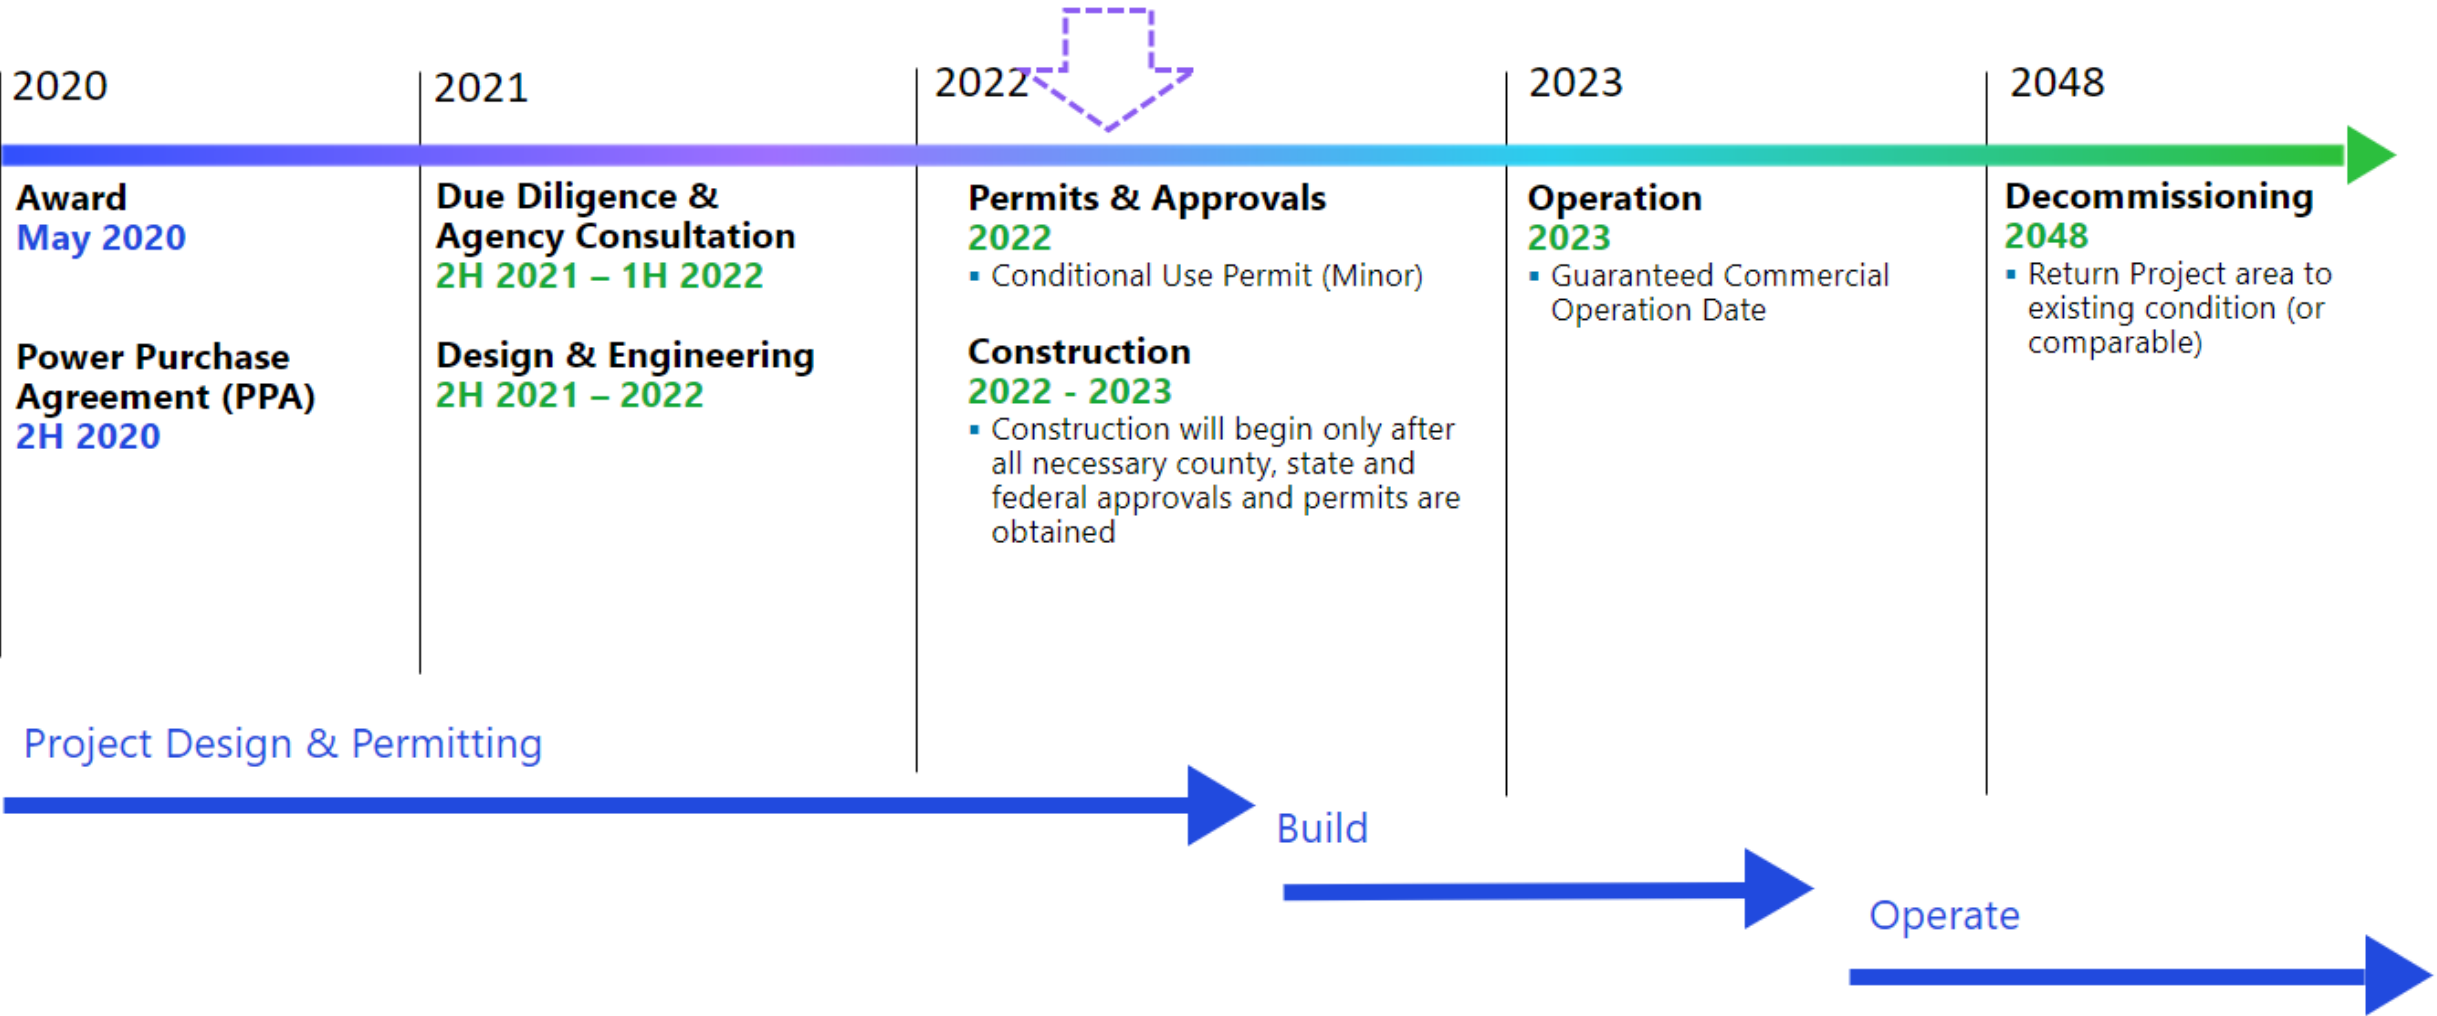 2020
2021
2022
2023
2048
Award
May 2020
Power Purchase
Agreement (PPA)
2H 2020
Due Diligence &
Agency Consultation
2H 2021 – 1H 2022
Design & Engineering
2H 2021 – 2022
Permits & Approvals
2022
▪ Conditional Use Permit (Minor)
Construction
2022 - 2023
▪ Construction will begin only after
all necessary county, state and
federal approvals and permits are
obtained
Operation
2023
▪ Guaranteed Commercial
Operation Date
Decommissioning
2048
▪ Return Project area to
existing condition (or
comparable)
Project Design & Permitting
Build
Operate